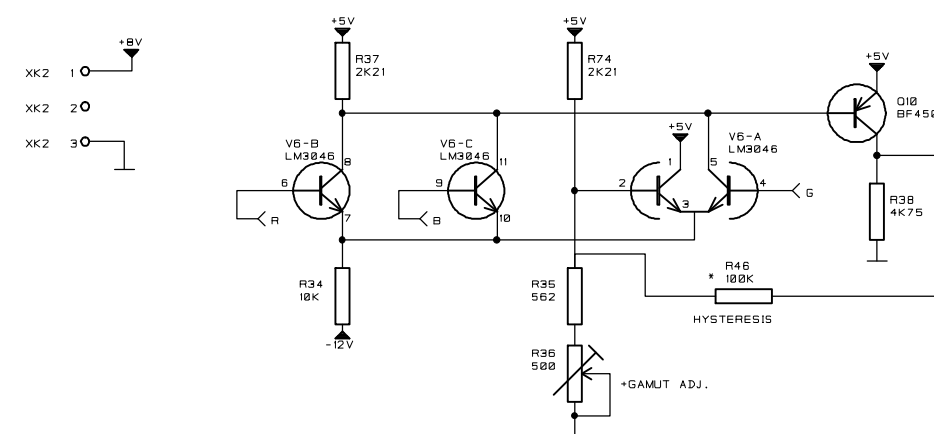 +8V
XK2 1
XK2 2
XK2 3
+5V
R37
2K21
+5V
R74
2K21
+5V
Q10
BF450
V6-B
LM3046
8
6
7
R
V6-C
LM3046
11
9
10
B
+5V
V6-A
LM3046
1
5
2
3
4
G
R38
4K75
R34
10K
-12V
R35
562
R46
* 100K
HYSTERESIS
R36
500
+GAMUT ADJ.